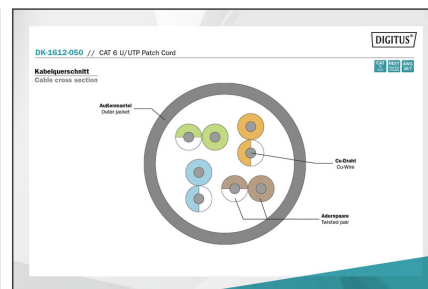 DIGITUS®
DK-1612-050 // CAT 6 U/UTP Patch Cord
Kabelquerschnitt
Cable cross section
Außenmantel
Outer jacket
Cu-Draht
Cu-Wire
Adernpaare
Twisted pair